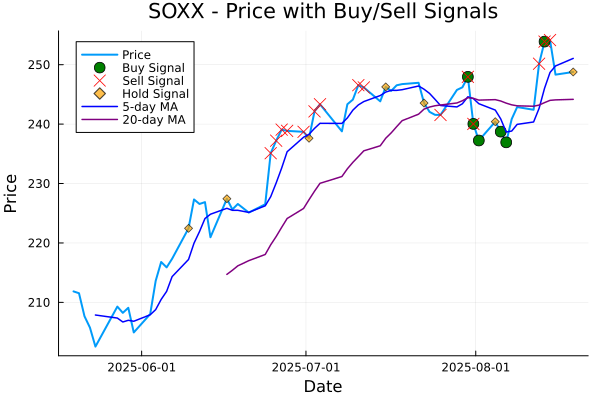 SOXX - Price with Buy/Sell Signals
Price
Buy Signal
Sell Signal
Hold Signal
5-day MA
20-day MA
250
240
230
220
210
Price
2025-06-01
2025-07-01
2025-08-01
Date